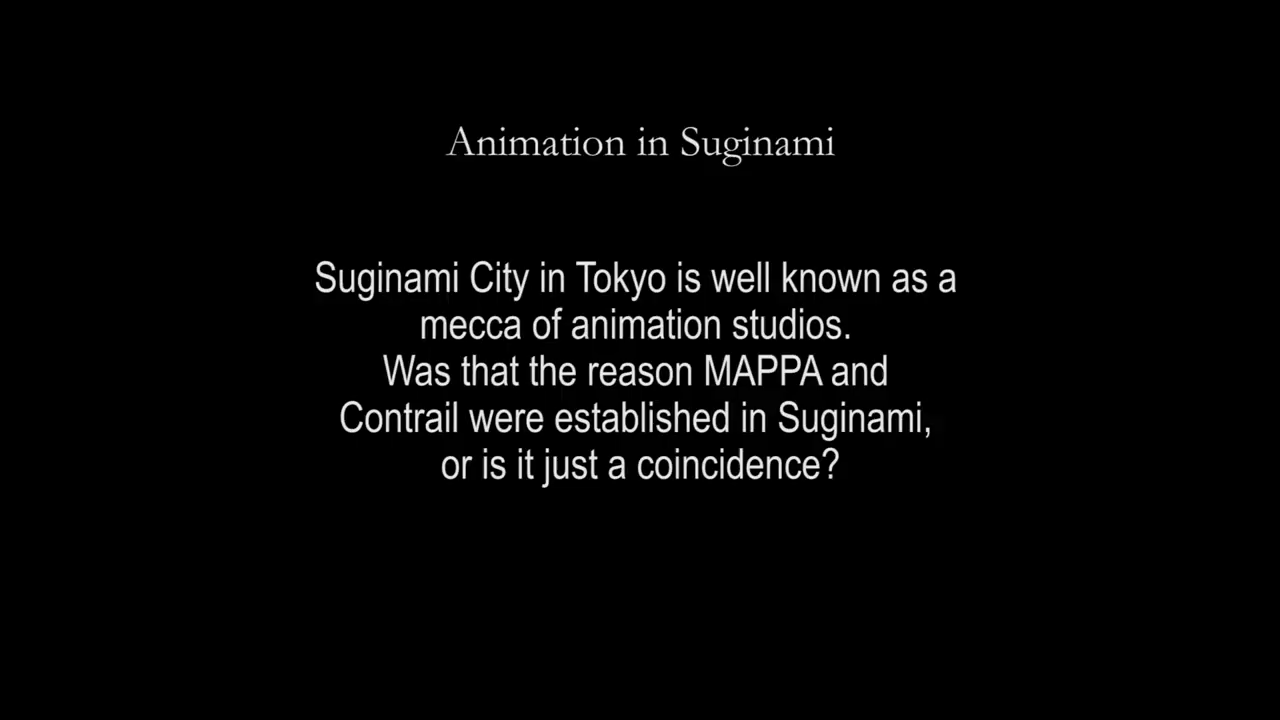 Animation in Suginami
Suginami City in Tokyo is well known as a
mecca of animation studios.
Was that the reason MAPPA and
Contrail were established in Suginami,
or is it just a coincidence?